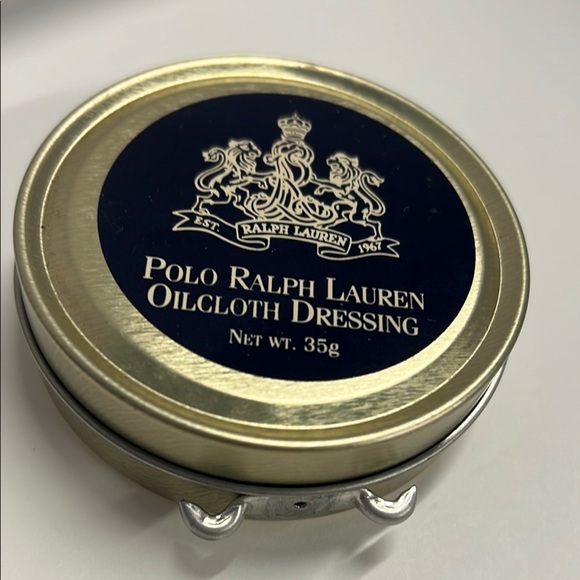 EST. RALPH LAUREN 1967
POLO RALPH LAUREN
OILCLOTH DRESSING
NET WT. 35g